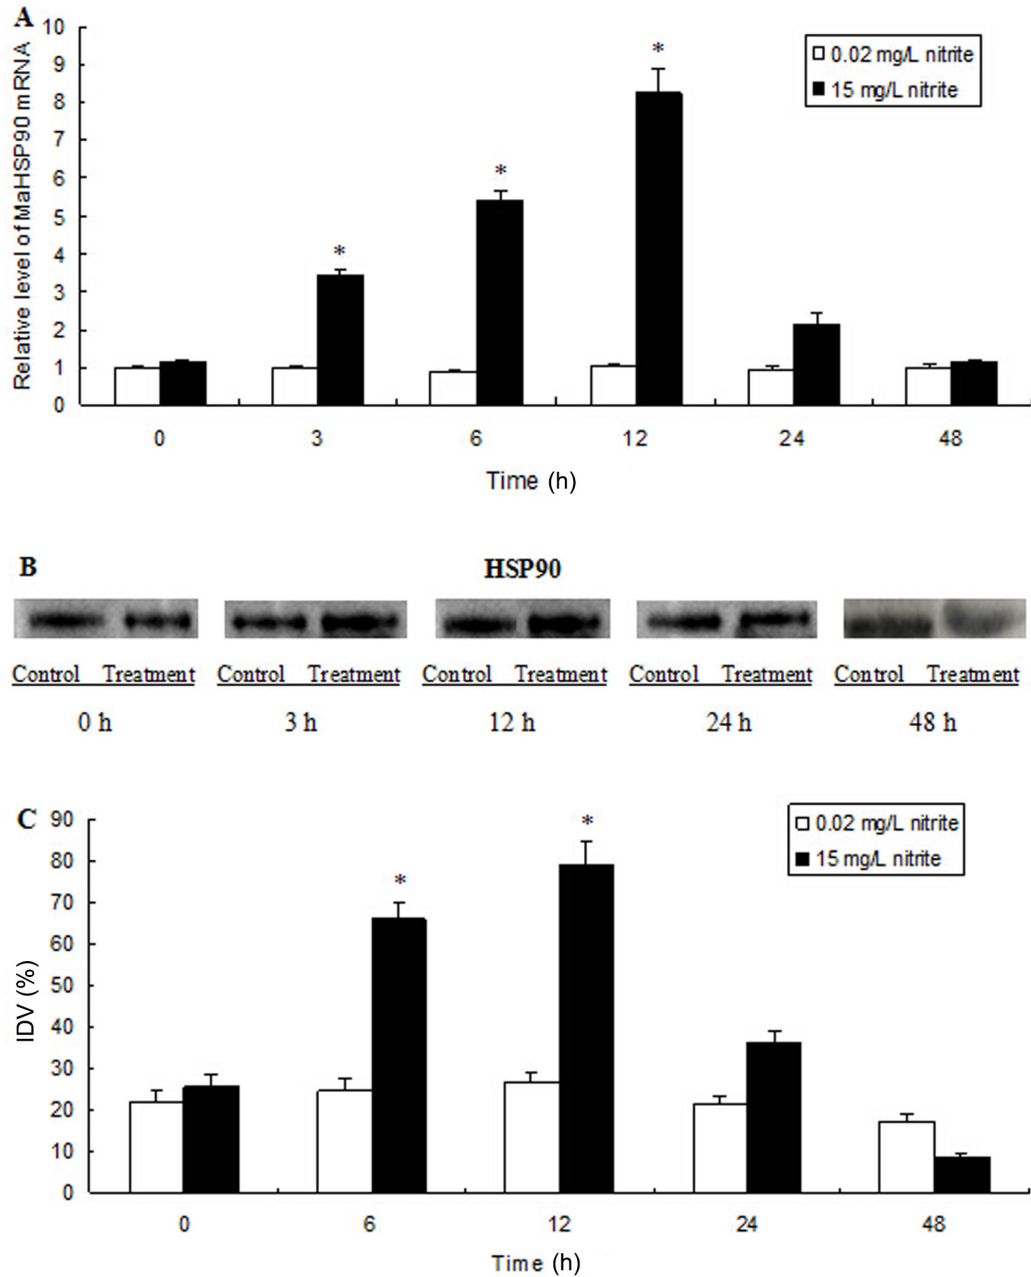 A
Relative level of MaHSP90 mRNA
10
9
8
7
6
5
4
3
2
1
0
0.02 mg/L nitrite
15 mg/L nitrite
*
*
*
0 3 6 12 24 48
Time (h)
B
HSP90
Control Treatment Control Treatment Control Treatment Control Treatment Control Treatment
0 h 3 h 12 h 24 h 48 h
C
IDV (%)
90
80
70
60
50
40
30
20
10
0
0.02 mg/L nitrite
15 mg/L nitrite
*
*
0 6 12 24 48
Time (h)